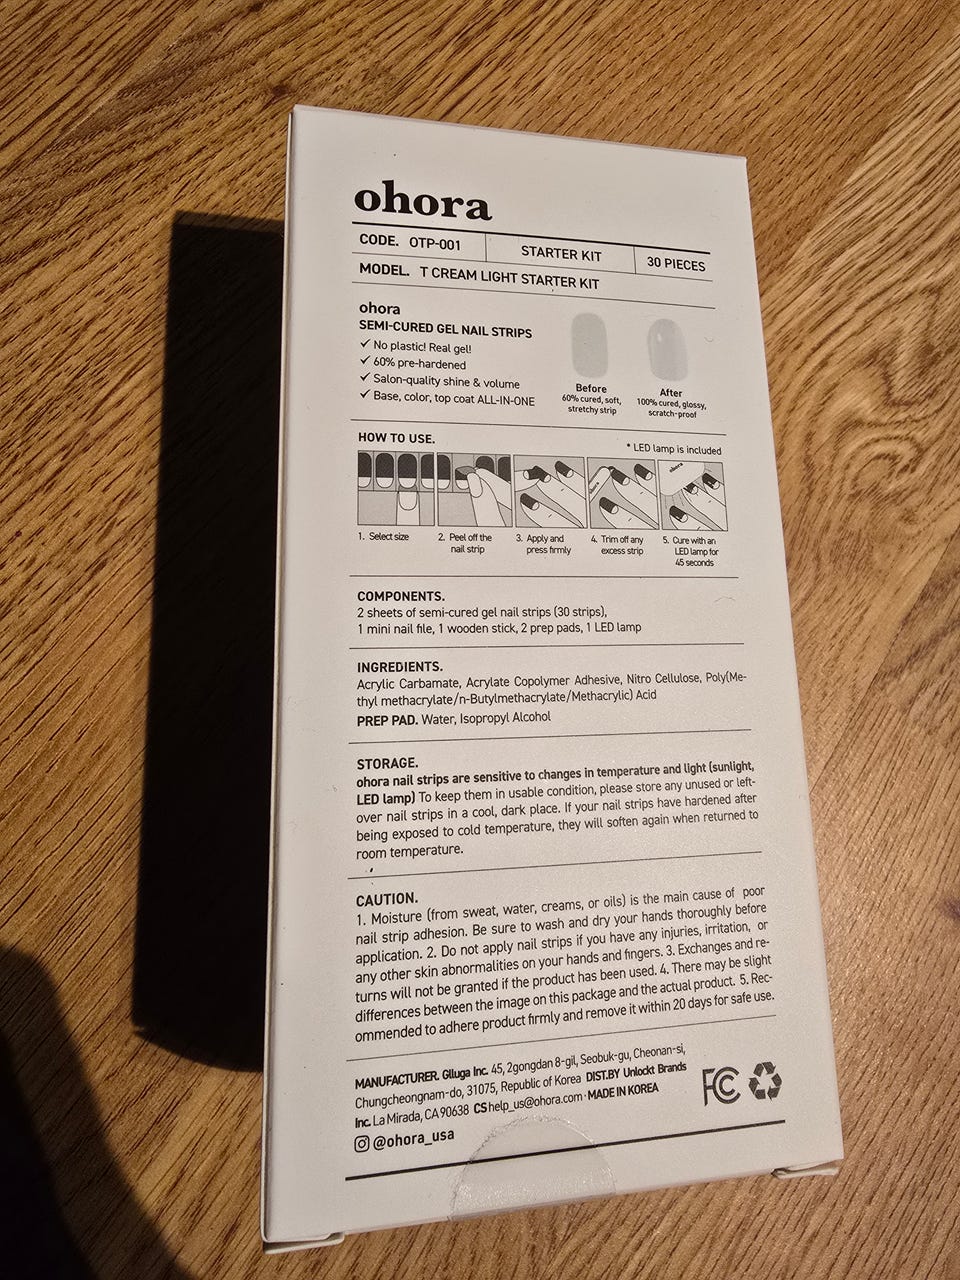 ohora
CODE. OTP-001 STARTER KIT 30 PIECES
MODEL. T CREAM LIGHT STARTER KIT
ohora
SEMI-CURED GEL NAIL STRIPS
✓ No plastic! Real gel!
✓ 60% pre-hardened
✓ Salon-quality shine & volume
✓ Base, color, top coat ALL-IN-ONE
Before
60% cured, soft,
stretchy strip
After
100% cured, glossy,
scratch-proof
HOW TO USE.
* LED lamp is included
ohora
ohora
1. Select size
2. Peel off the
nail strip
3. Apply and
press firmly
4. Trim off any
excess strip
5. Cure with an
LED lamp for
45 seconds
COMPONENTS.
2 sheets of semi-cured gel nail strips (30 strips),
1 mini nail file, 1 wooden stick, 2 prep pads, 1 LED lamp
INGREDIENTS.
Acrylic Carbamate, Acrylate Copolymer Adhesive, Nitro Cellulose, Poly(Me-
thyl methacrylate/n-Butylmethacrylate/Methacrylic) Acid
PREP PAD. Water, Isopropyl Alcohol
STORAGE.
ohora nail strips are sensitive to changes in temperature and light (sunlight,
LED lamp) To keep them in usable condition, please store any unused or left-
over nail strips in a cool, dark place. If your nail strips have hardened after
being exposed to cold temperature, they will soften again when returned to
room temperature.
CAUTION.
1. Moisture (from sweat, water, creams, or oils) is the main cause of poor
nail strip adhesion. Be sure to wash and dry your hands thoroughly before
application. 2. Do not apply nail strips if you have any injuries, irritation, or
any other skin abnormalities on your hands and fingers. 3. Exchanges and re-
turns will not be granted if the product has been used. 4. There may be slight
differences between the image on this package and the actual product. 5. Rec-
ommended to adhere product firmly and remove it within 20 days for safe use.
MANUFACTURER. Glluga Inc. 45, 2gongdan 8-gil, Seobuk-gu, Cheonan-si,
Chungcheongnam-do, 31075, Republic of Korea DIST.BY Unlockt Brands
Inc. La Mirada, CA 90638 CS help_us@ohora.com · MADE IN KOREA
FCC
@ohora_usa